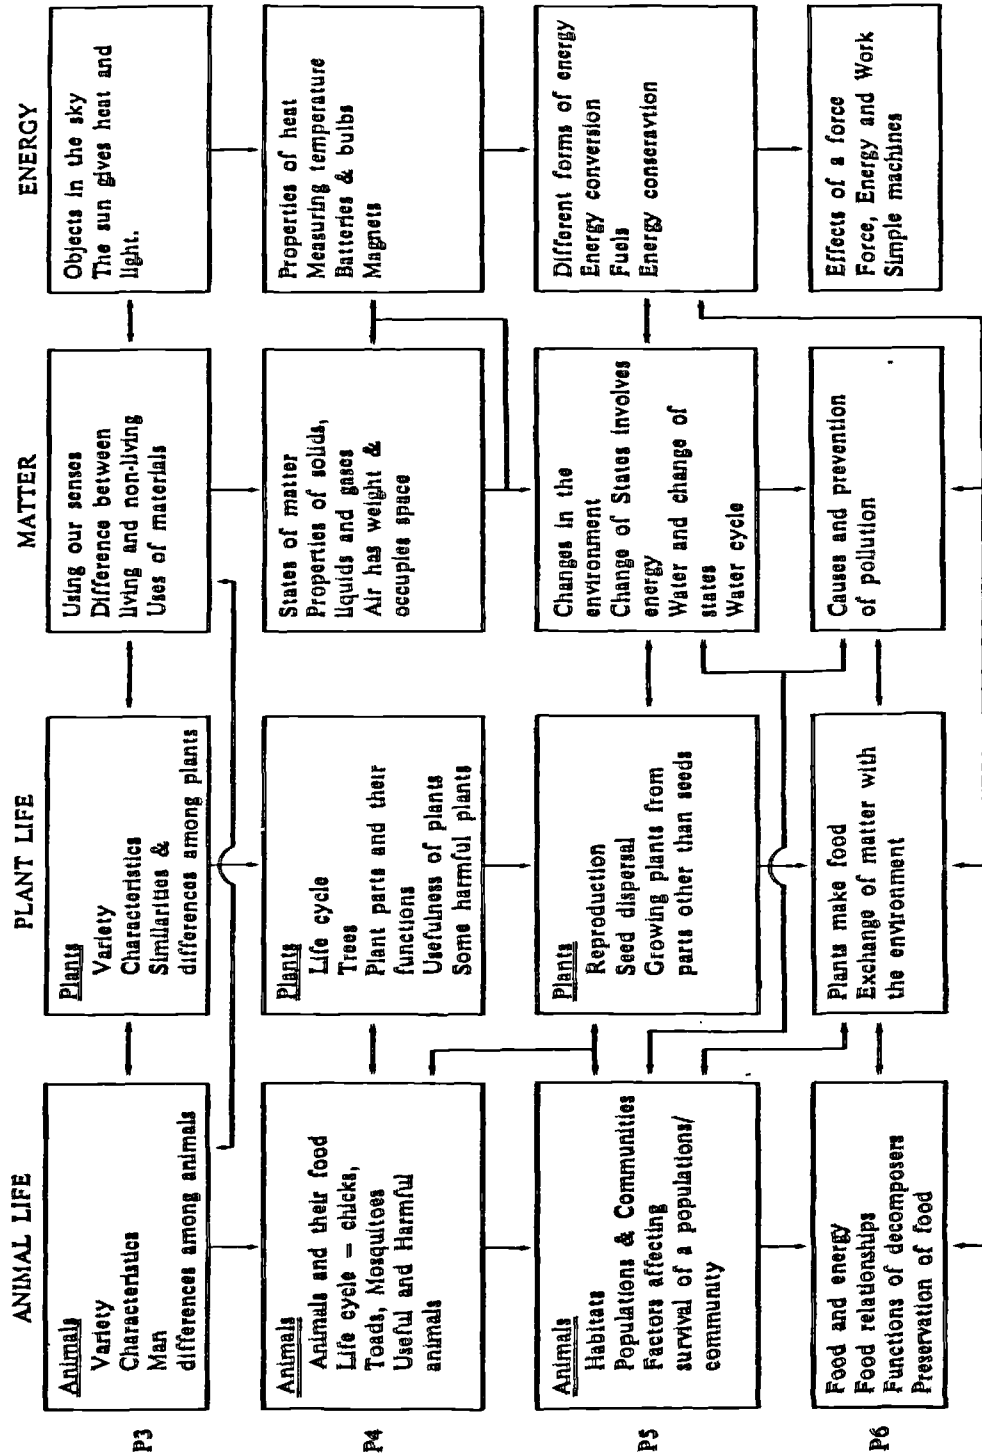 ANIMAL LIFE
PLANT LIFE
MATTER
ENERGY
P3
Animals
Variety
Characteristics
Man
differences among animals
Plants
Variety
Characteristics
Similarities &
differences among plants
Using our senses
Difference between
living and non-living
Uses of materials
Objects in the sky
The sun gives heat and
light.
P4
Animals
Animals and their food
Life cycle – chicks,
Toads, Mosquitoes
Useful and Harmful
animals
Plants
Life cycle
Trees
Plant parts and their
functions
Usefulness of plants
Some harmful plants
States of matter
Properties of solids,
liquids and gases
Air has weight &
occupies space
Properties of heat
Measuring temperature
Batteries & bulbs
Magnets
P5
Animals
Habitats
Populations & Communities
Factors affecting
survival of a populations/
community
Plants
Reproduction
Seed dispersal
Growing plants from
parts other than seeds
Changes in the
environment
Change of States involves
energy
Water and change of
states
Water cycle
Different forms of energy
Energy conversion
Fuels
Energy conseravtion
P6
Food and energy
Food relationships
Functions of decomposers
Preservation of food
Plants make food
Exchange of matter with
the environment
Causes and prevention
of pollution
Effects of a force
Force, Energy and Work
Simple machines